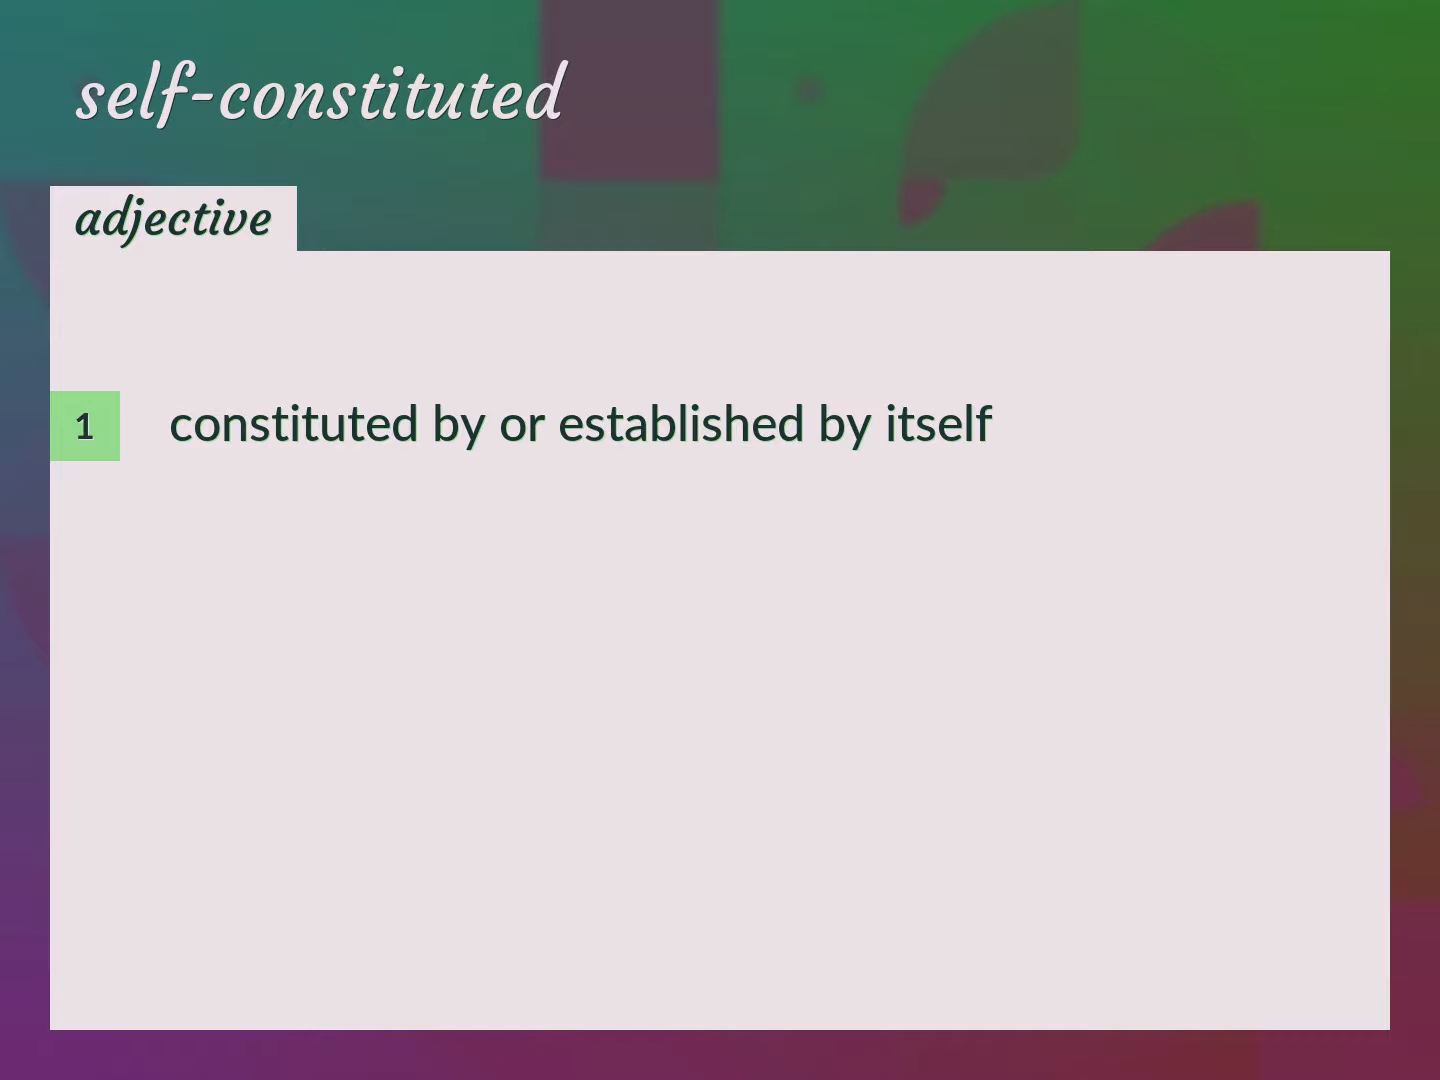 self-constituted
adjective
1 constituted by or established by itself